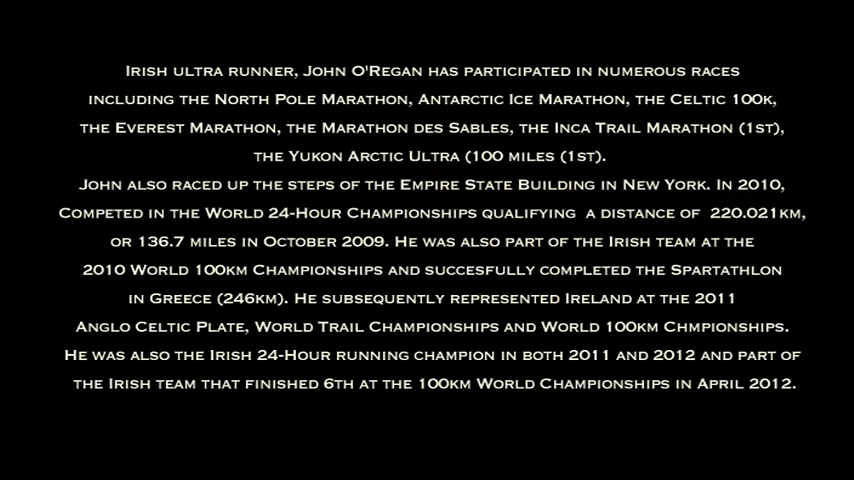 Irish ultra runner, John O'Regan has participated in numerous races
including the North Pole Marathon, Antarctic Ice Marathon, the Celtic 100k,
the Everest Marathon, the Marathon des Sables, the Inca Trail Marathon (1st),
the Yukon Arctic Ultra (100 miles (1st).
John also raced up the steps of the Empire State Building in New York. In 2010,
Competed in the World 24-Hour Championships qualifying a distance of 220.021km,
or 136.7 miles in October 2009. He was also part of the Irish team at the
2010 World 100km Championships and succesfully completed the Spartathlon
in Greece (246km). He subsequently represented Ireland at the 2011
Anglo Celtic Plate, World Trail Championships and World 100km Chmpionships.
He was also the Irish 24-Hour running champion in both 2011 and 2012 and part of
the Irish team that finished 6th at the 100km World Championships in April 2012.